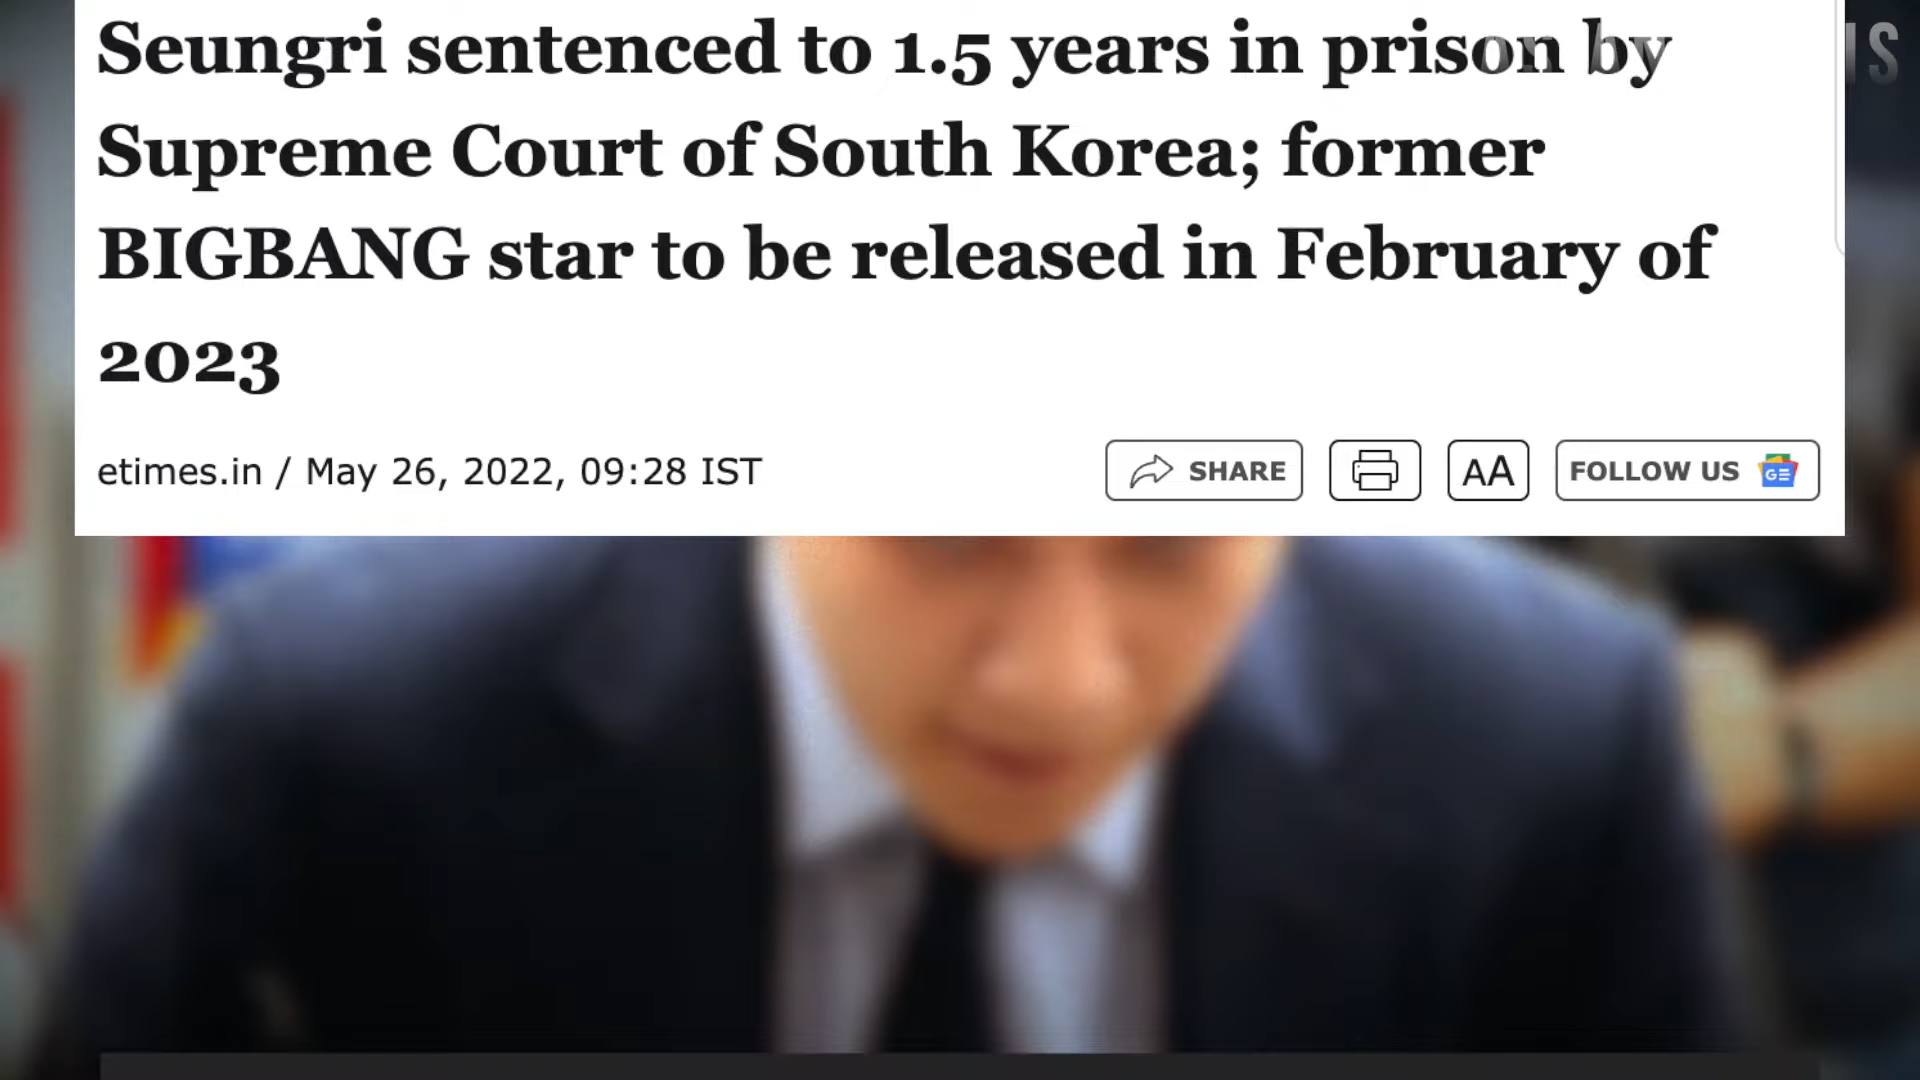 Seungri sentenced to 1.5 years in prison by
Supreme Court of South Korea; former
BIGBANG star to be released in February of
2023
etimes.in / May 26, 2022, 09:28 IST
SHARE
AA
FOLLOW US
GE